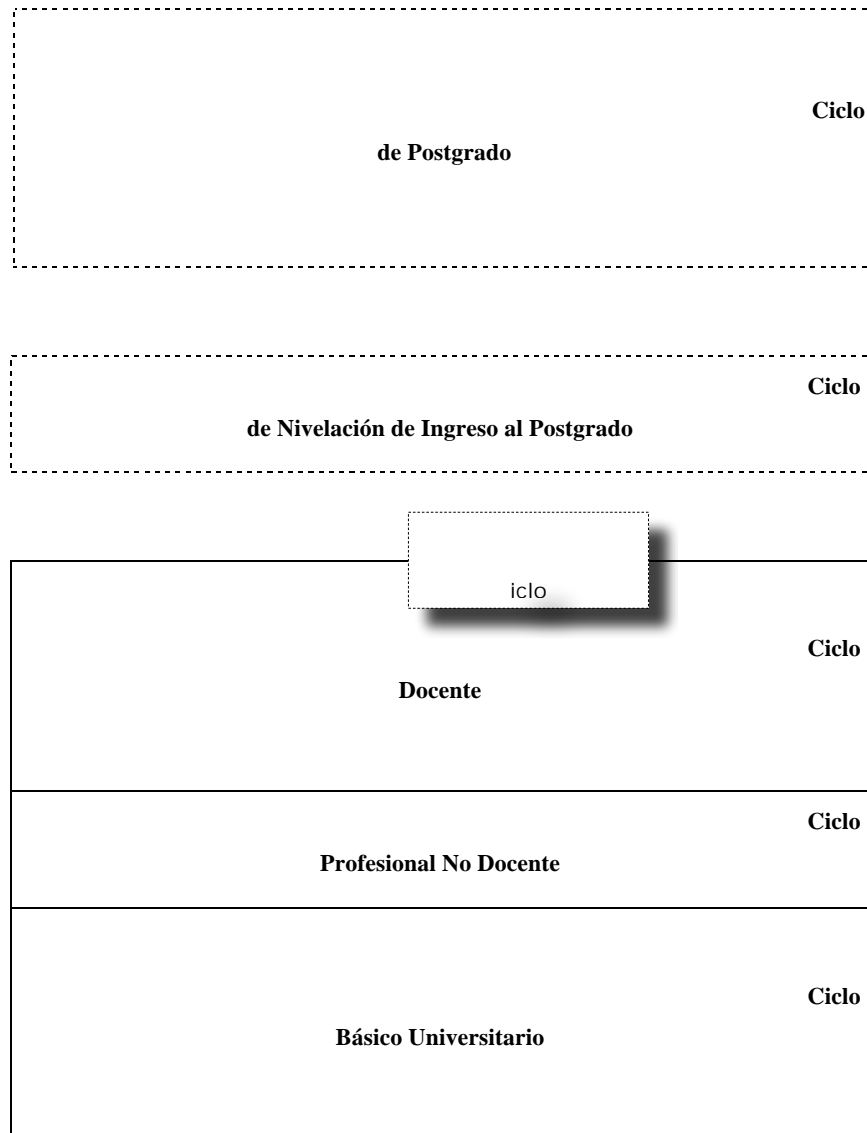 Ciclo
de Postgrado
Ciclo
de Nivelación de Ingreso al Postgrado
iclo
Ciclo
Docente
Ciclo
Profesional No Docente
Ciclo
Básico Universitario